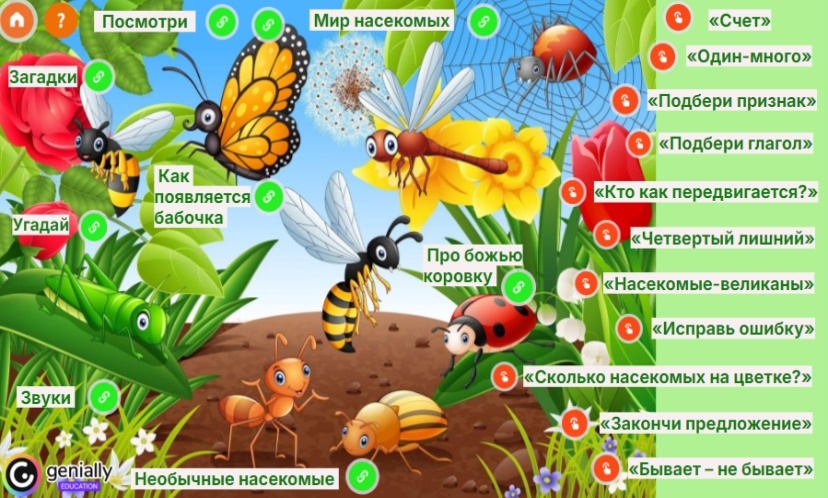 ?
Посмотри
Мир насекомых
Загадки
Как
появляется
бабочка
Угадай
Про божью
коровку
Звуки
Необычные насекомые
genially
EDUCATION
«Счет»
«Один-много»
«Подбери признак»
«Подбери глагол»
«Кто как передвигается?»
«Четвертый лишний»
«Насекомые-великаны»
«Исправь ошибку»
«Сколько насекомых на цветке?»
«Закончи предложение»
«Бывает – не бывает»